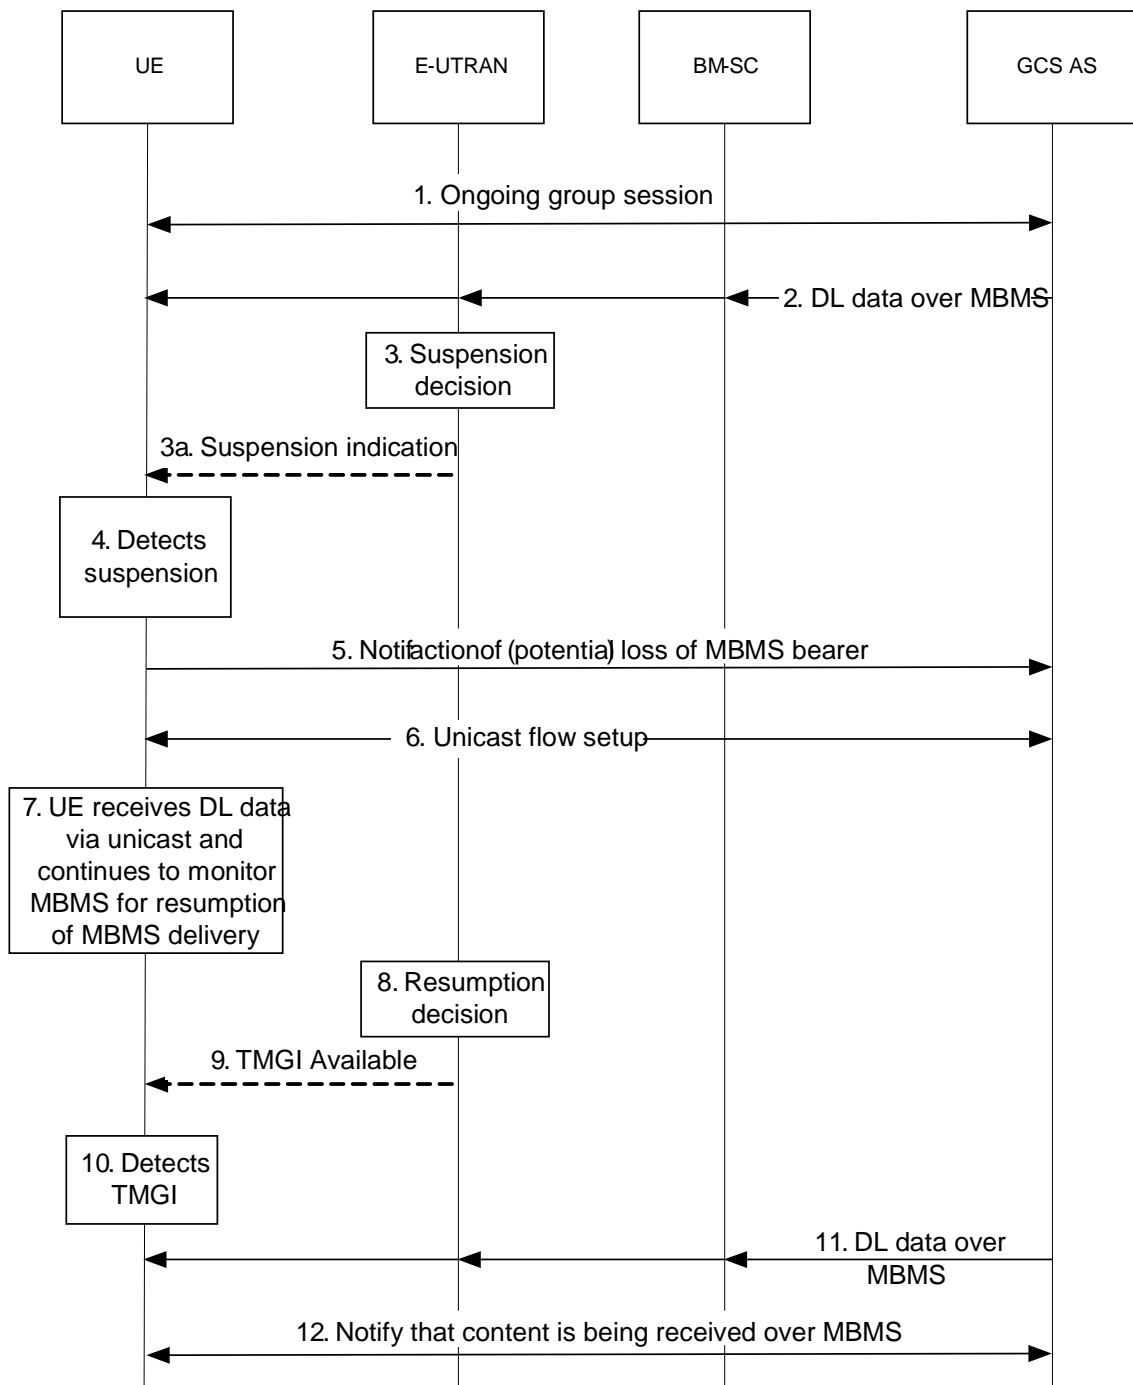 UE
E-UTRAN
BM-SC
GCS AS
1. Ongoing group session
2. DL data over MBMS
3. Suspension
decision
3a. Suspension indication
4. Detects
suspension
5. Notifactionof (potential) loss of MBMS bearer
6. Unicast flow setup
7. UE receives DL data
via unicast and
continues to monitor
MBMS for resumption
of MBMS delivery
8. Resumption
decision
9. TMGI Available
10. Detects
TMGI
11. DL data over
MBMS
12. Notify that content is being received over MBMS